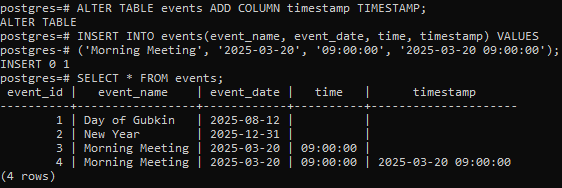 postgres=# ALTER TABLE events ADD COLUMN timestamp TIMESTAMP;
ALTER TABLE
postgres=# INSERT INTO events(event_name, event_date, time, timestamp) VALUES
postgres-# ('Morning Meeting', '2025-03-20', '09:00:00', '2025-03-20 09:00:00');
INSERT 0 1
postgres=# SELECT * FROM events;
 event_id |   event_name    | event_date |   time   |      timestamp
----------+-----------------+------------+----------+---------------------
        1 | Day of Gubkin   | 2025-08-12 |          |
        2 | New Year        | 2025-12-31 |          |
        3 | Morning Meeting | 2025-03-20 | 09:00:00 |
        4 | Morning Meeting | 2025-03-20 | 09:00:00 | 2025-03-20 09:00:00
(4 rows)